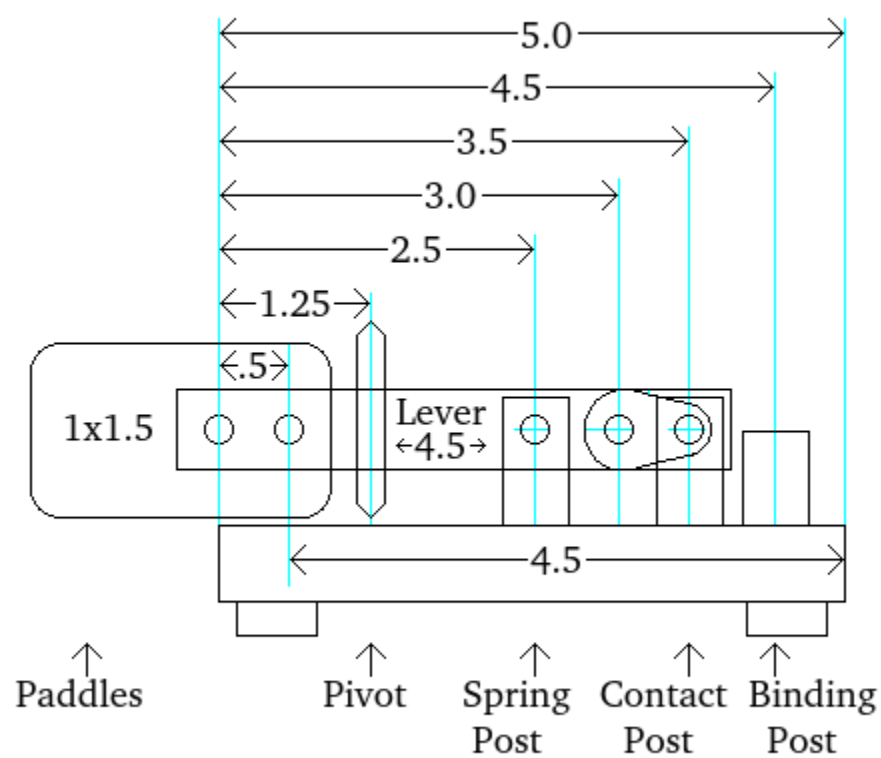 5.0
4.5
3.5
3.0
2.5
1.25
.5
1x1.5
Lever
4.5
4.5
Paddles
Pivot
Spring
Post
Contact
Post
Binding
Post